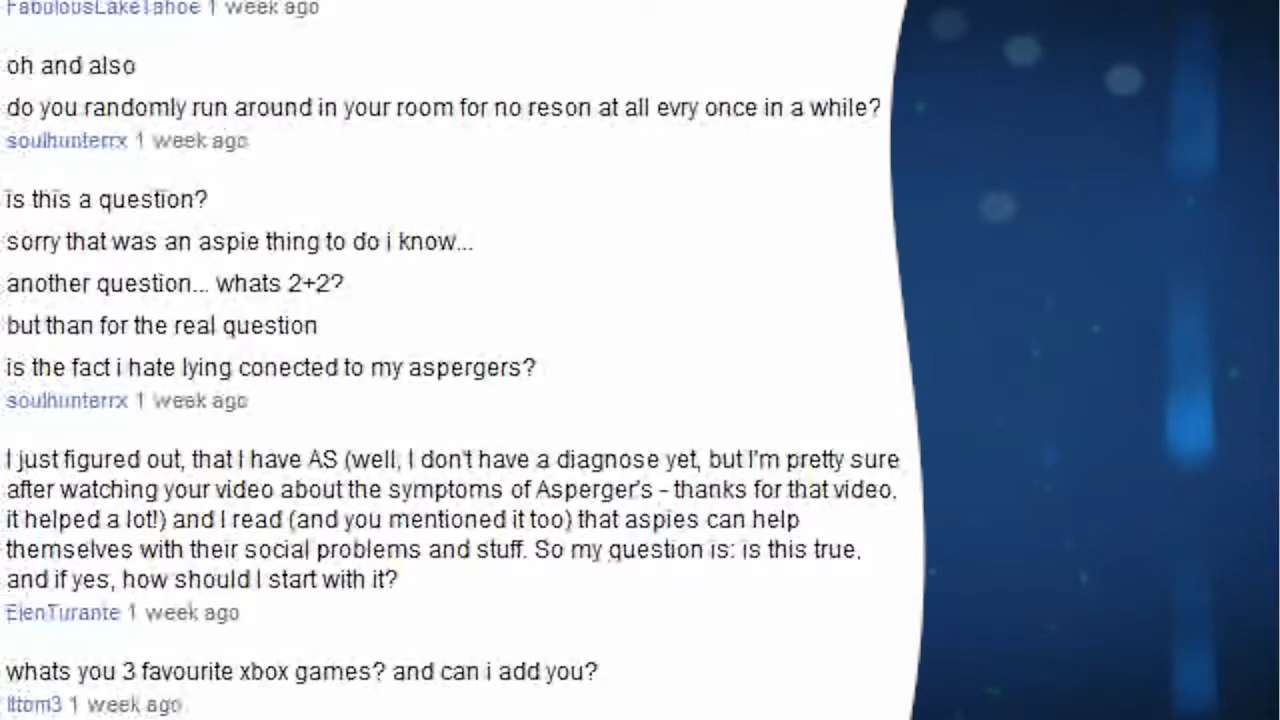 FabulousLakeTahoe 1 week ago
oh and also
do you randomly run around in your room for no reson at all evry once in a while?
soulhunterrx 1 week ago
is this a question?
sorry that was an aspie thing to do i know...
another question... whats 2+2?
but than for the real question
is the fact i hate lying conected to my aspergers?
soulhunterrx 1 week ago
I just figured out, that I have AS (well, I don't have a diagnose yet, but I'm pretty sure
after watching your video about the symptoms of Asperger's - thanks for that video,
it helped a lot!) and I read (and you mentioned it too) that aspies can help
themselves with their social problems and stuff. So my question is: is this true,
and if yes, how should I start with it?
ElenTurante 1 week ago
whats you 3 favourite xbox games? and can i add you?
lttom3 1 week ago